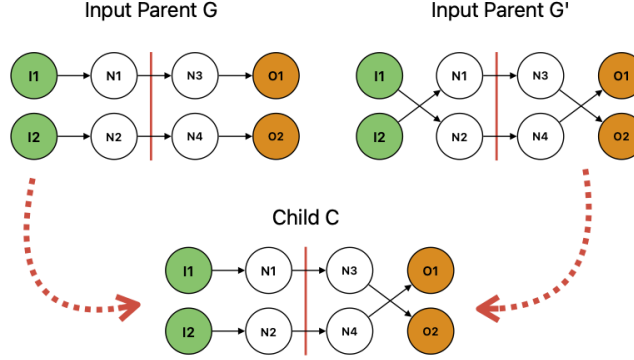 Input Parent G
Input Parent G'
I1 N1 N3 O1
I1 N1 N3 O1
I2 N2 N4 O2
I2 N2 N4 O2
Child C
I1 N1 N3 O1
I2 N2 N4 O2